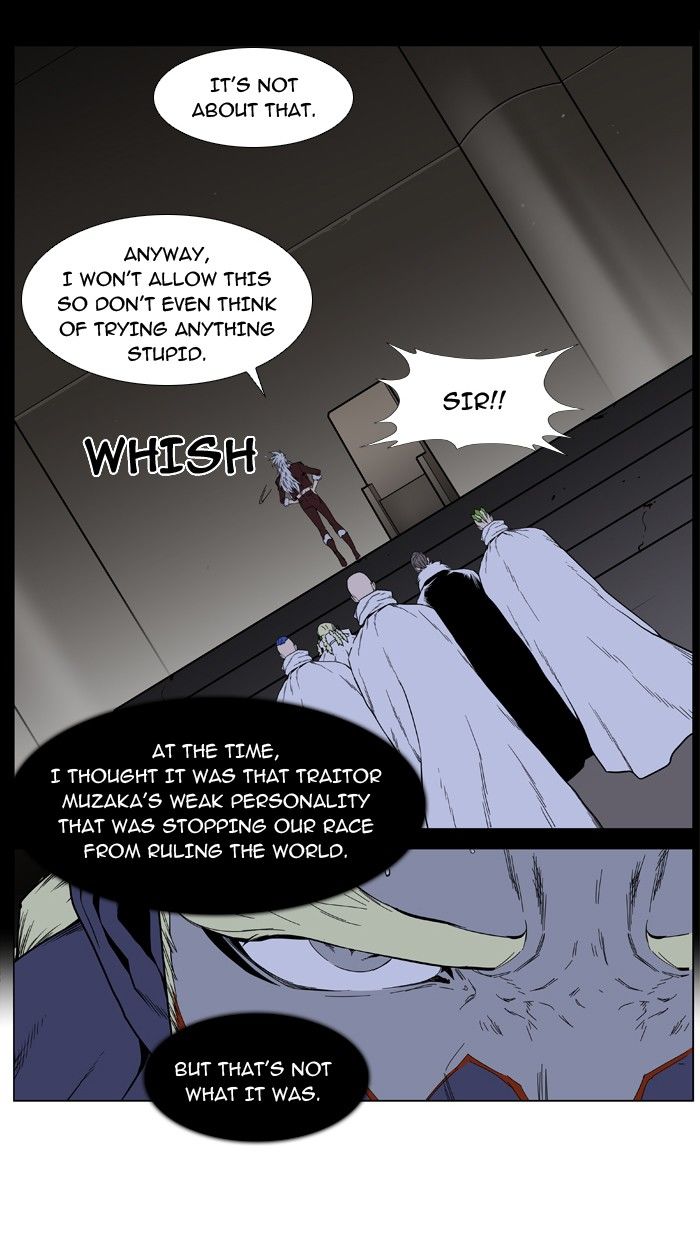 IT'S NOT
ABOUT THAT.
ANYWAY,
I WON'T ALLOW THIS
SO DON'T EVEN THINK
OF TRYING ANYTHING
STUPID.
SIR!!
WHISH
AT THE TIME,
I THOUGHT IT WAS THAT TRAITOR
MUZAKA'S WEAK PERSONALITY
THAT WAS STOPPING OUR RACE
FROM RULING THE WORLD.
BUT THAT'S NOT
WHAT IT WAS.